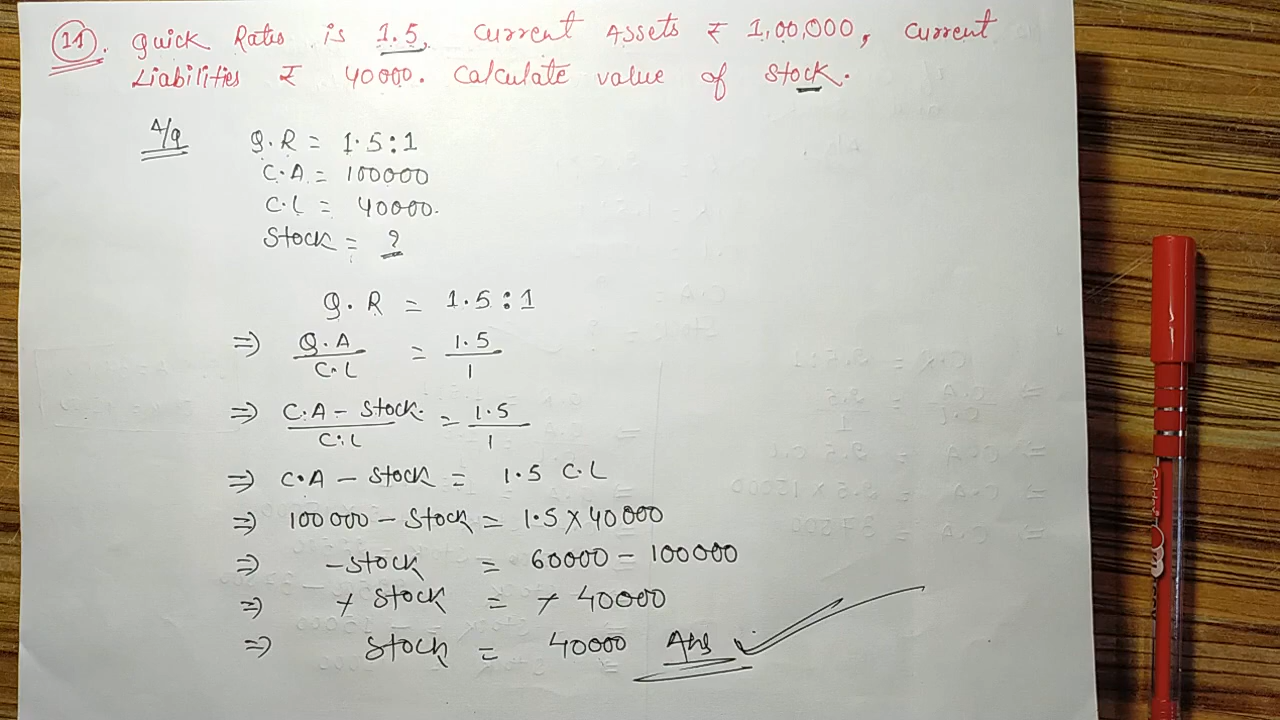 11. Quick Ratio is 1.5, Current Assets ₹ 1,00,000, Current
Liabilities ₹ 40000. Calculate value of Stock.
A/q
Q.R = 1.5:1
C.A = 100000
C.L = 40000.
Stock = ?
Q.R = 1.5:1
⇒ Q.A/C.L = 1.5/1
⇒ C.A - Stock/C.L = 1.5/1
⇒ C.A - Stock = 1.5 C.L
⇒ 100000 - Stock = 1.5 × 40000
⇒ - Stock = 60000 - 100000
⇒ + Stock = + 40000
⇒ Stock = 40000 Ans